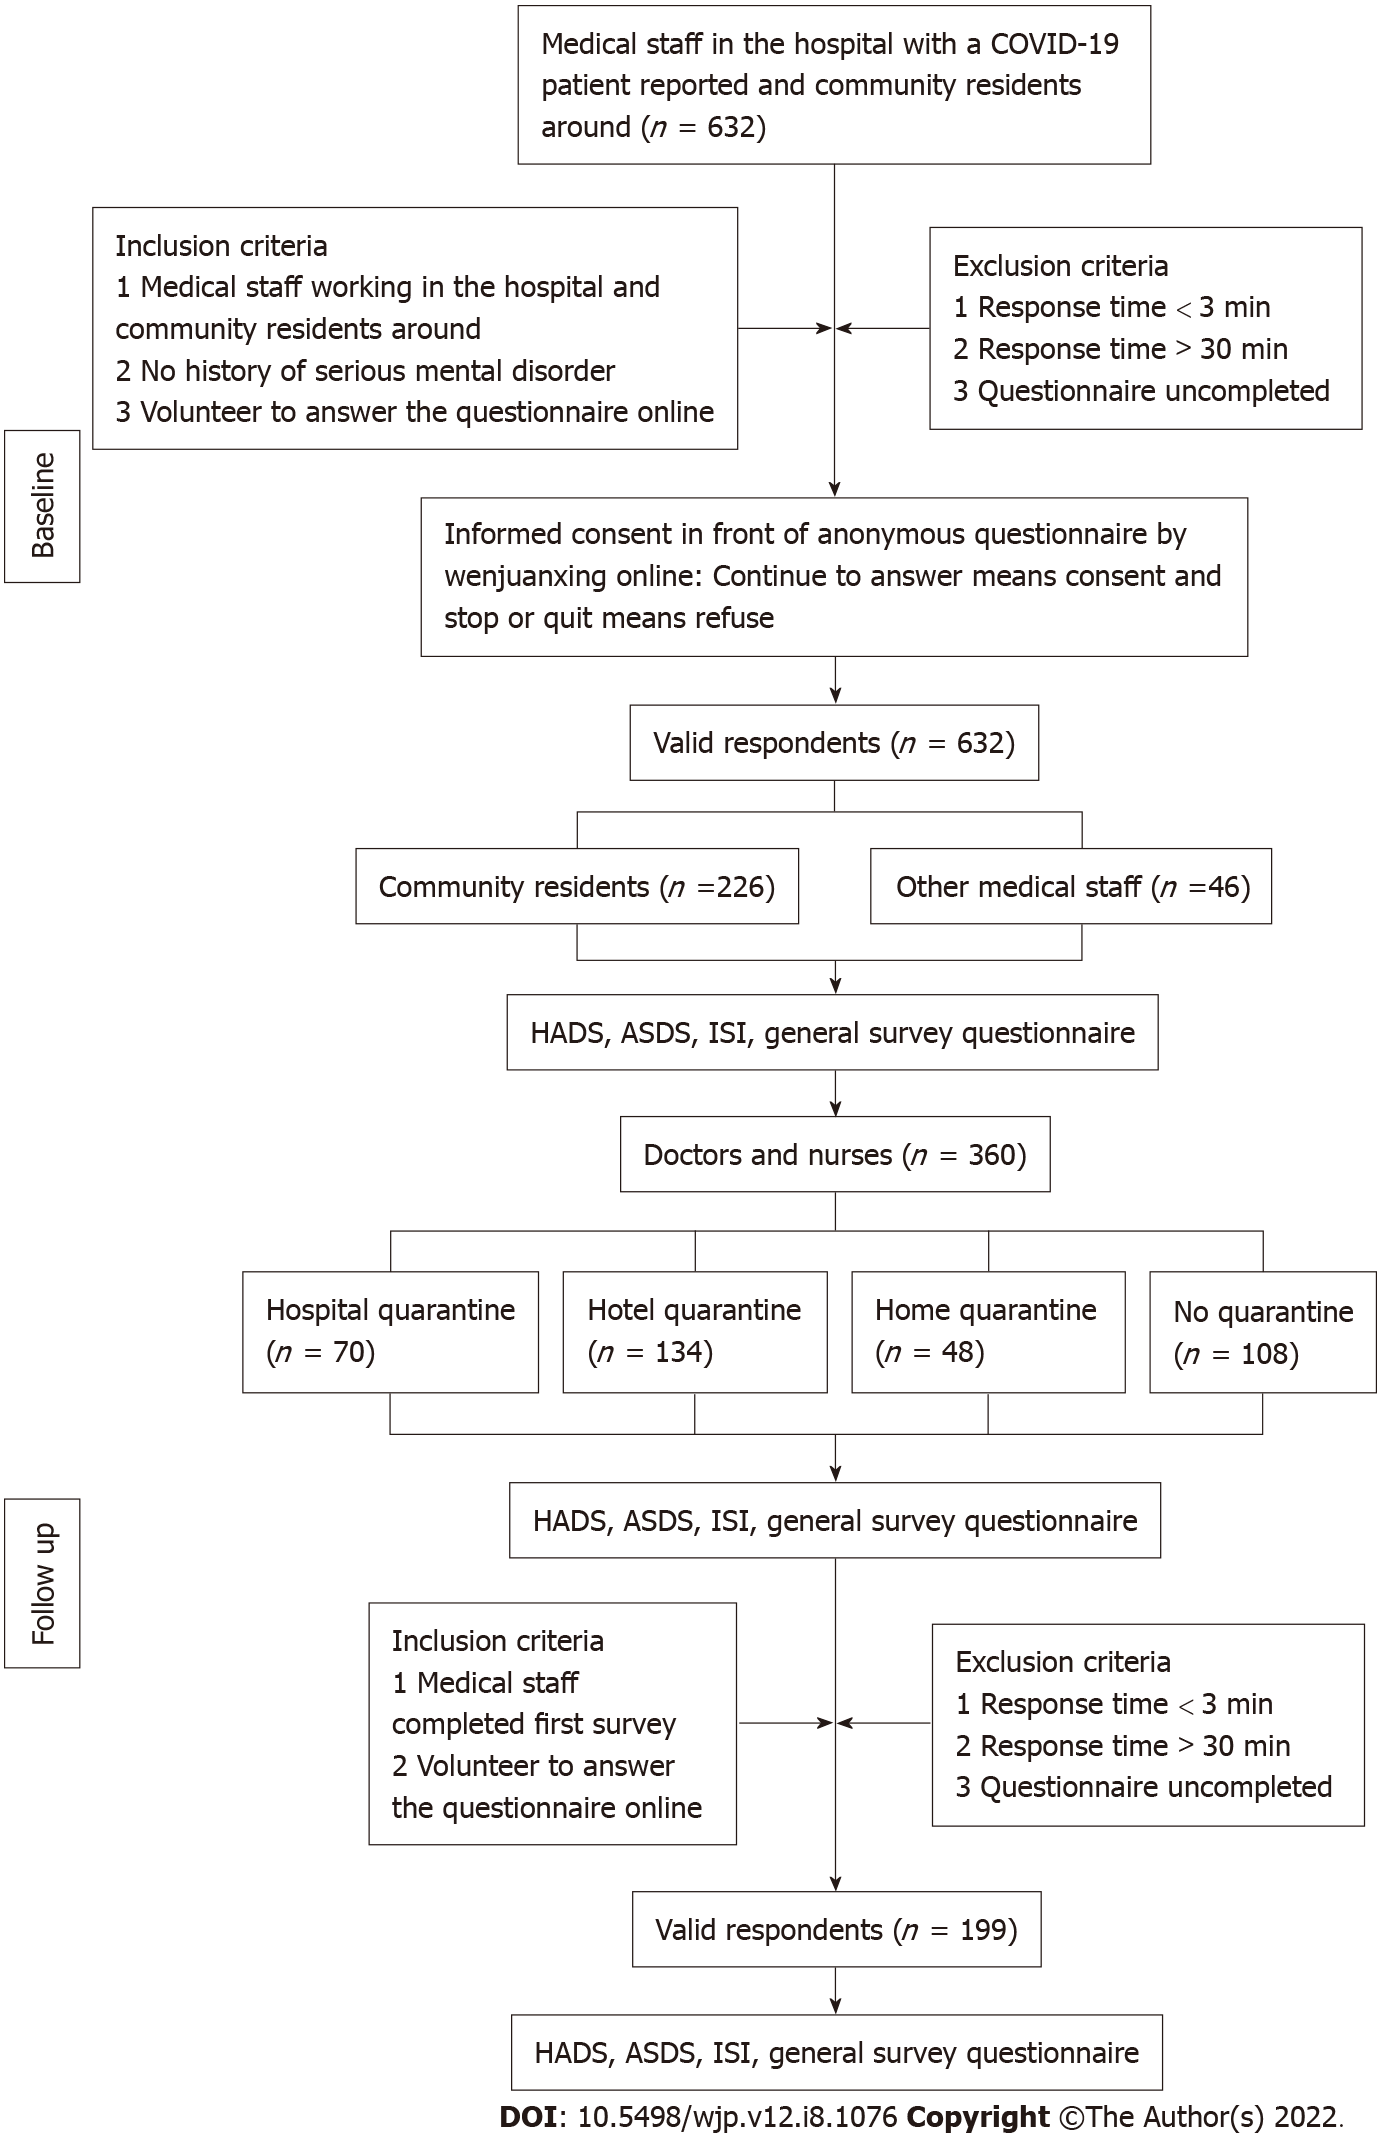 Medical staff in the hospital with a COVID-19
patient reported and community residents
around (n = 632)
Inclusion criteria
1 Medical staff working in the hospital and
community residents around
2 No history of serious mental disorder
3 Volunteer to answer the questionnaire online
Exclusion criteria
1 Response time < 3 min
2 Response time > 30 min
3 Questionnaire uncompleted
Baseline
Informed consent in front of anonymous questionnaire by
wenjuanxing online: Continue to answer means consent and
stop or quit means refuse
Valid respondents (n = 632)
Community residents (n =226)
Other medical staff (n =46)
HADS, ASDS, ISI, general survey questionnaire
Doctors and nurses (n = 360)
Hospital quarantine
(n = 70)
Hotel quarantine
(n = 134)
Home quarantine
(n = 48)
No quarantine
(n = 108)
HADS, ASDS, ISI, general survey questionnaire
Follow up
Inclusion criteria
1 Medical staff
completed first survey
2 Volunteer to answer
the questionnaire online
Exclusion criteria
1 Response time < 3 min
2 Response time > 30 min
3 Questionnaire uncompleted
Valid respondents (n = 199)
HADS, ASDS, ISI, general survey questionnaire
DOI: 10.5498/wjp.v12.i8.1076 Copyright ©The Author(s) 2022.